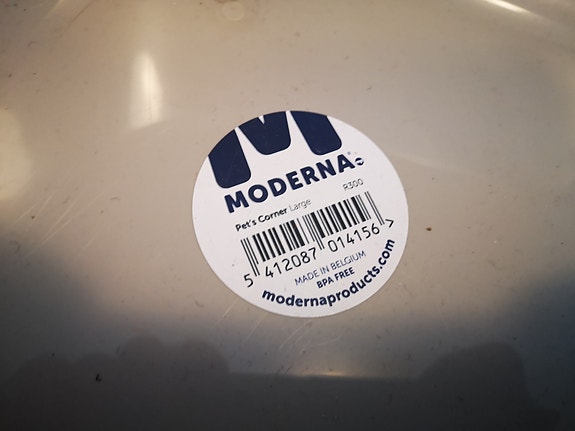 MODERNA
Pet's Corner Large R300
5 412087 014156 >
MADE IN BELGIUM
BPA FREE
modernaproducts.com